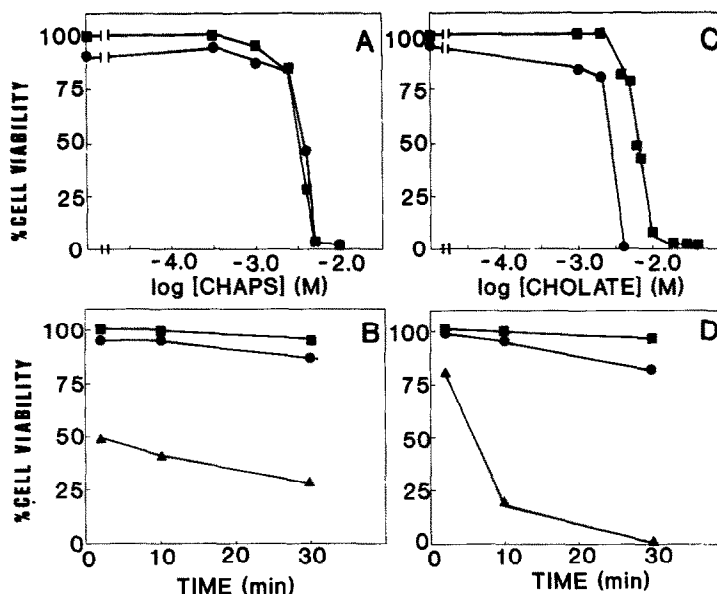 A
100
75
50
25
0
% CELL VIABILITY
-4.0 -3.0 -2.0
log [CHAPS] (M)
C
100
75
50
25
0
% CELL VIABILITY
-4.0 -3.0 -2.0
log [CHOLATE] (M)
B
100
75
50
25
0
% CELL VIABILITY
0 10 20 30
TIME (min)
D
100
75
50
25
0
0 10 20 30
TIME (min)